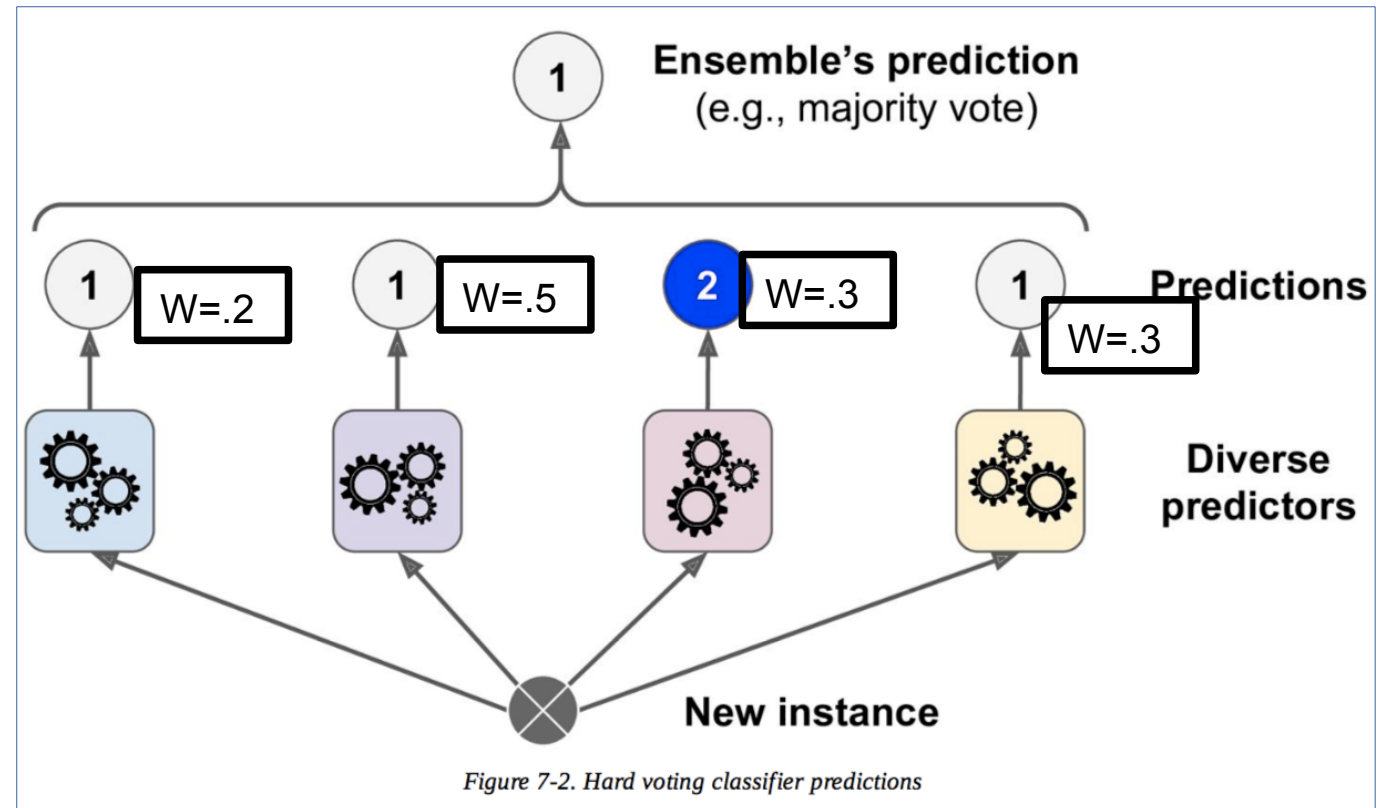 1
Ensemble's prediction
(e.g., majority vote)
1
W=.2
1
W=.5
2
W=.3
1
W=.3
Predictions
Diverse
predictors
New instance
Figure 7-2. Hard voting classifier predictions